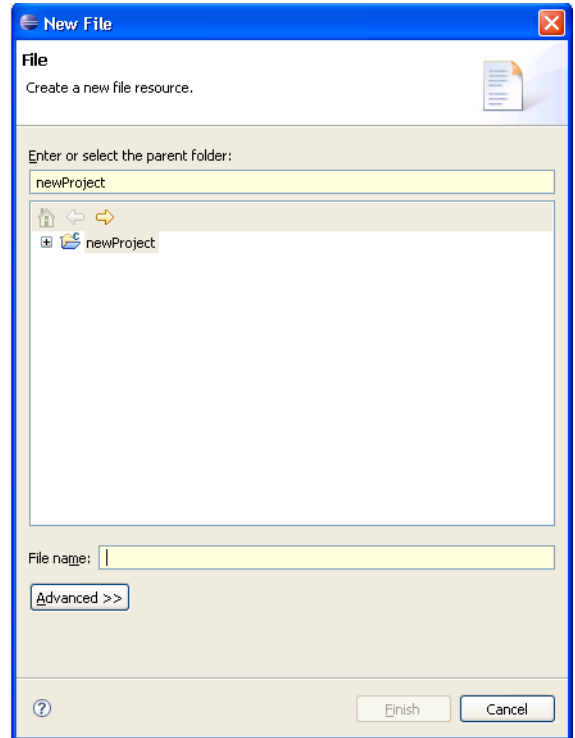 New File
File
Create a new file resource.
Enter or select the parent folder:
newProject
newProject
File name:
Advanced >>
Finish
Cancel